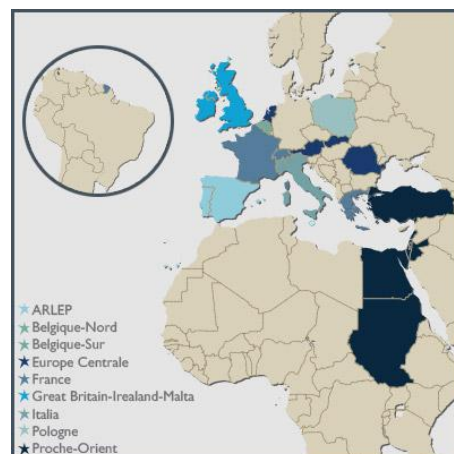 ARLEP
Belgique-Nord
Belgique-Sur
Europe Centrale
France
Great Britain-Irealand-Malta
Italia
Pologne
Proche-Orient